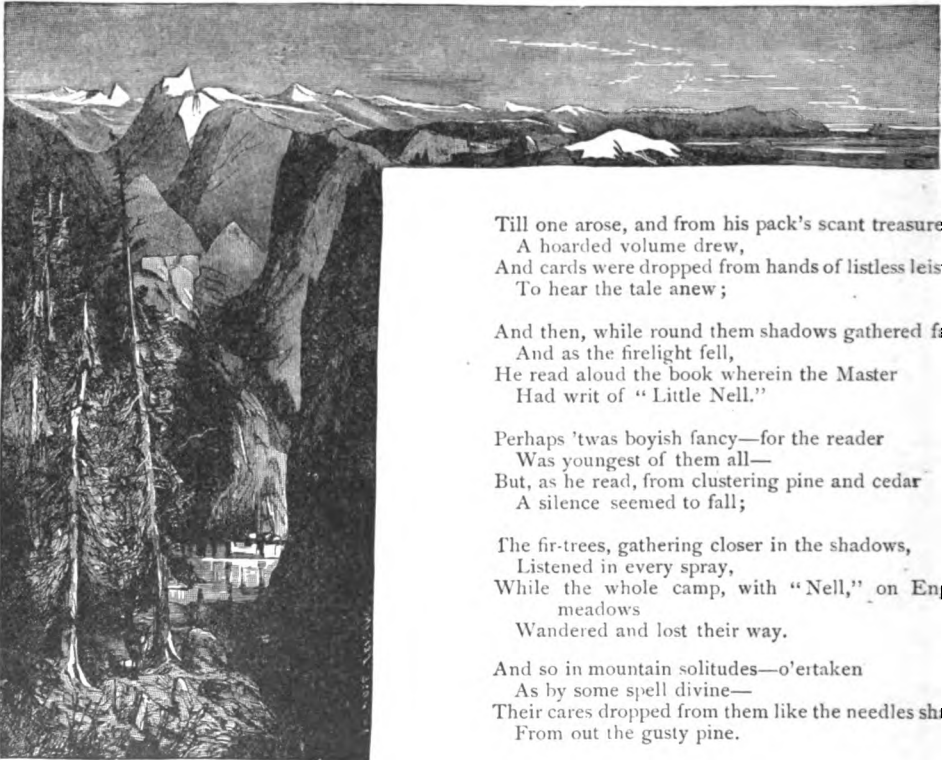 Till one arose, and from his pack's scant treasure
A hoarded volume drew,
And cards were dropped from hands of listless
To hear the tale anew;
And then, while round them shadows gathered
And as the firelight fell,
He read aloud the book wherein the Master
Had writ of "Little Nell."
Perhaps 'twas boyish fancy—for the reader
Was youngest of them all—
But, as he read, from clustering pine and cedar
A silence seemed to fall;
The fir-trees, gathering closer in the shadows,
Listened in every spray,
While the whole camp, with "Nell," on
meadows
Wandered and lost their way.
And so in mountain solitudes—o'ertaken
As by some spell divine—
Their cares dropped from them like the needles
From out the gusty pine.